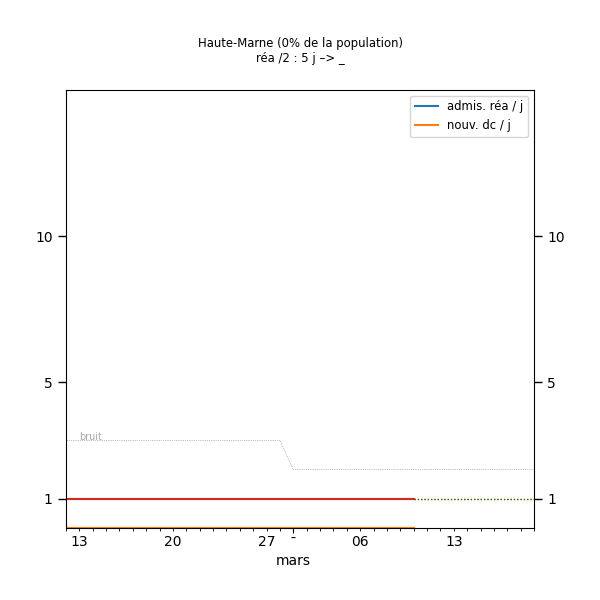 Haute-Marne (0% de la population)
réa /2 : 5 j –> _
admis. réa / j
nouv. dc / j
10 10
5 5
bruit
1 1
13 20 27 - 06 13
mars